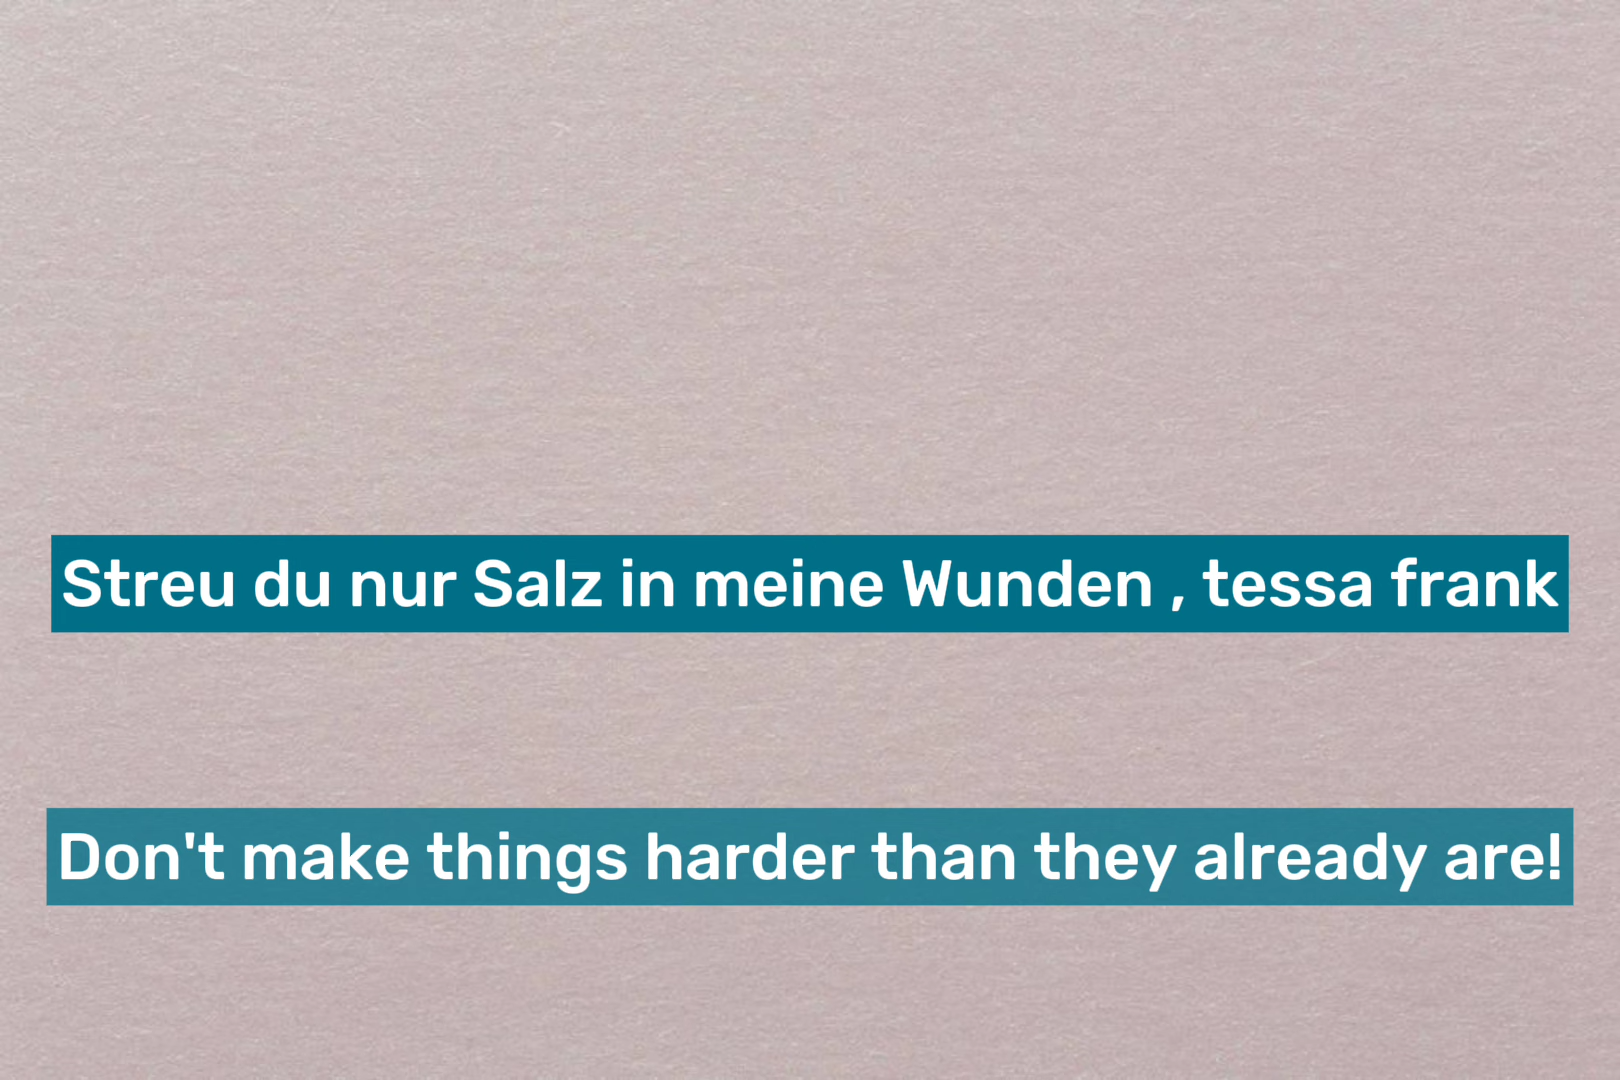 Streu du nur Salz in meine Wunden , tessa frank
Don't make things harder than they already are!